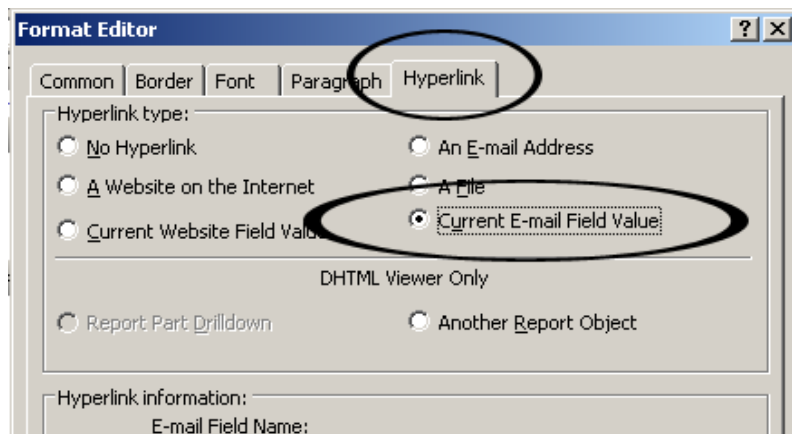 Format Editor ? X
Common Border Font Paragraph Hyperlink
Hyperlink type:
No Hyperlink An E-mail Address
A Website on the Internet A File
Current Website Field Value Current E-mail Field Value
DHTML Viewer Only
Report Part Drilldown Another Report Object
Hyperlink information:
E-mail Field Name: